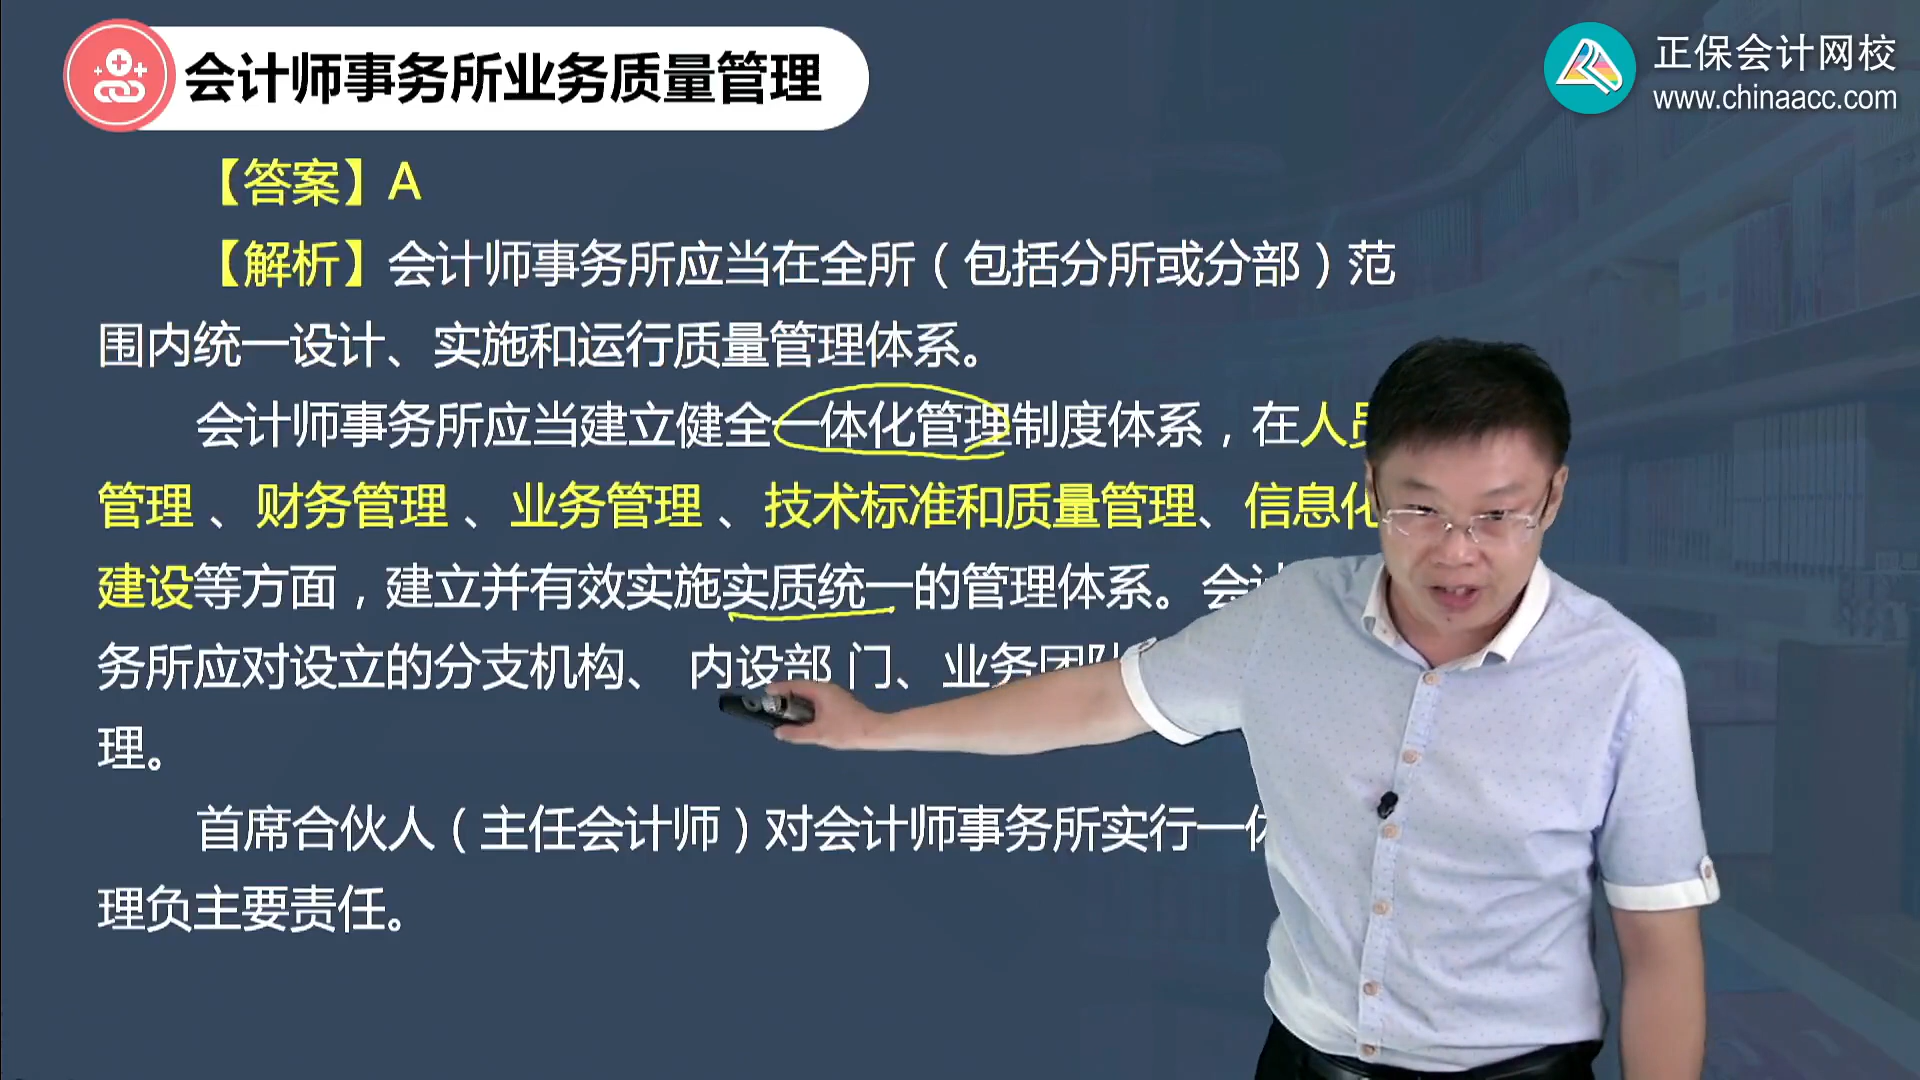 会计师事务所业务质量管理
正保会计网校
www.chinaacc.com
【答案】A
【解析】会计师事务所应当在全所（包括分所或分部）范
围内统一设计、实施和运行质量管理体系。
会计师事务所应当建立健全一体化管理制度体系，在人员
管理 、财务管理 、业务管理 、技术标准和质量管理、信息化
建设等方面，建立并有效实施实质统一的管理体系。会计
务所应对设立的分支机构、 内设部 门、业务团队
理。
首席合伙人（主任会计师）对会计师事务所实行一体
理负主要责任。